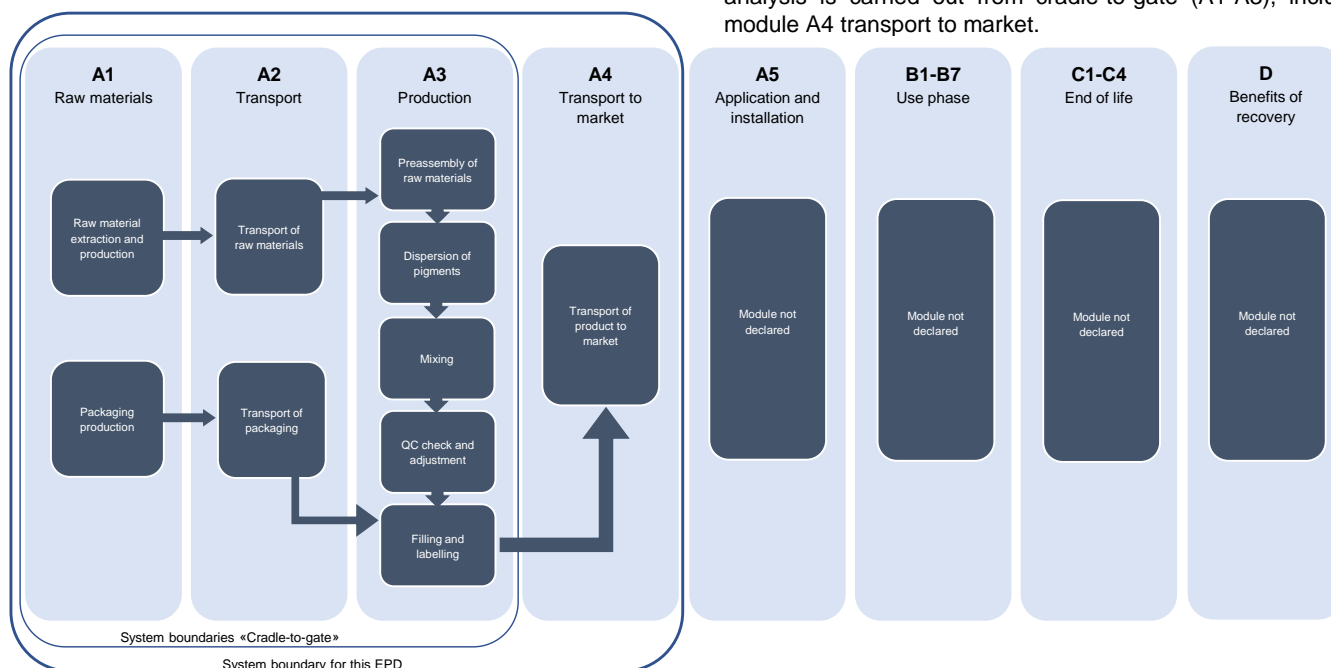 module A4 transport to market.
A1
Raw materials
A2
Transport
A3
Production
A4
Transport to
market
A5
Application and
installation
B1-B7
Use phase
C1-C4
End of life
D
Benefits of
recovery
Raw material
extraction and
production
Transport of
raw materials
Preassembly of
raw materials
Dispersion of
pigments
Mixing
QC check and
adjustment
Filling and
labelling
Packaging
production
Transport of
packaging
Transport of
product to
market
Module not
declared
Module not
declared
Module not
declared
Module not
declared
System boundaries «Cradle-to-gate»
System boundary for this EPD